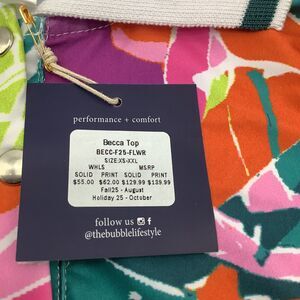 performance + comfort
Becca Top
BECC-F25-FLWR
SIZE:XS-XXL
WHLS MSRP
SOLID PRINT SOLID PRINT
$55.00 $62.00 $129.99 $139.99
Fall25 - August
Holiday 25 - October
follow us
@thebubblelifestyle